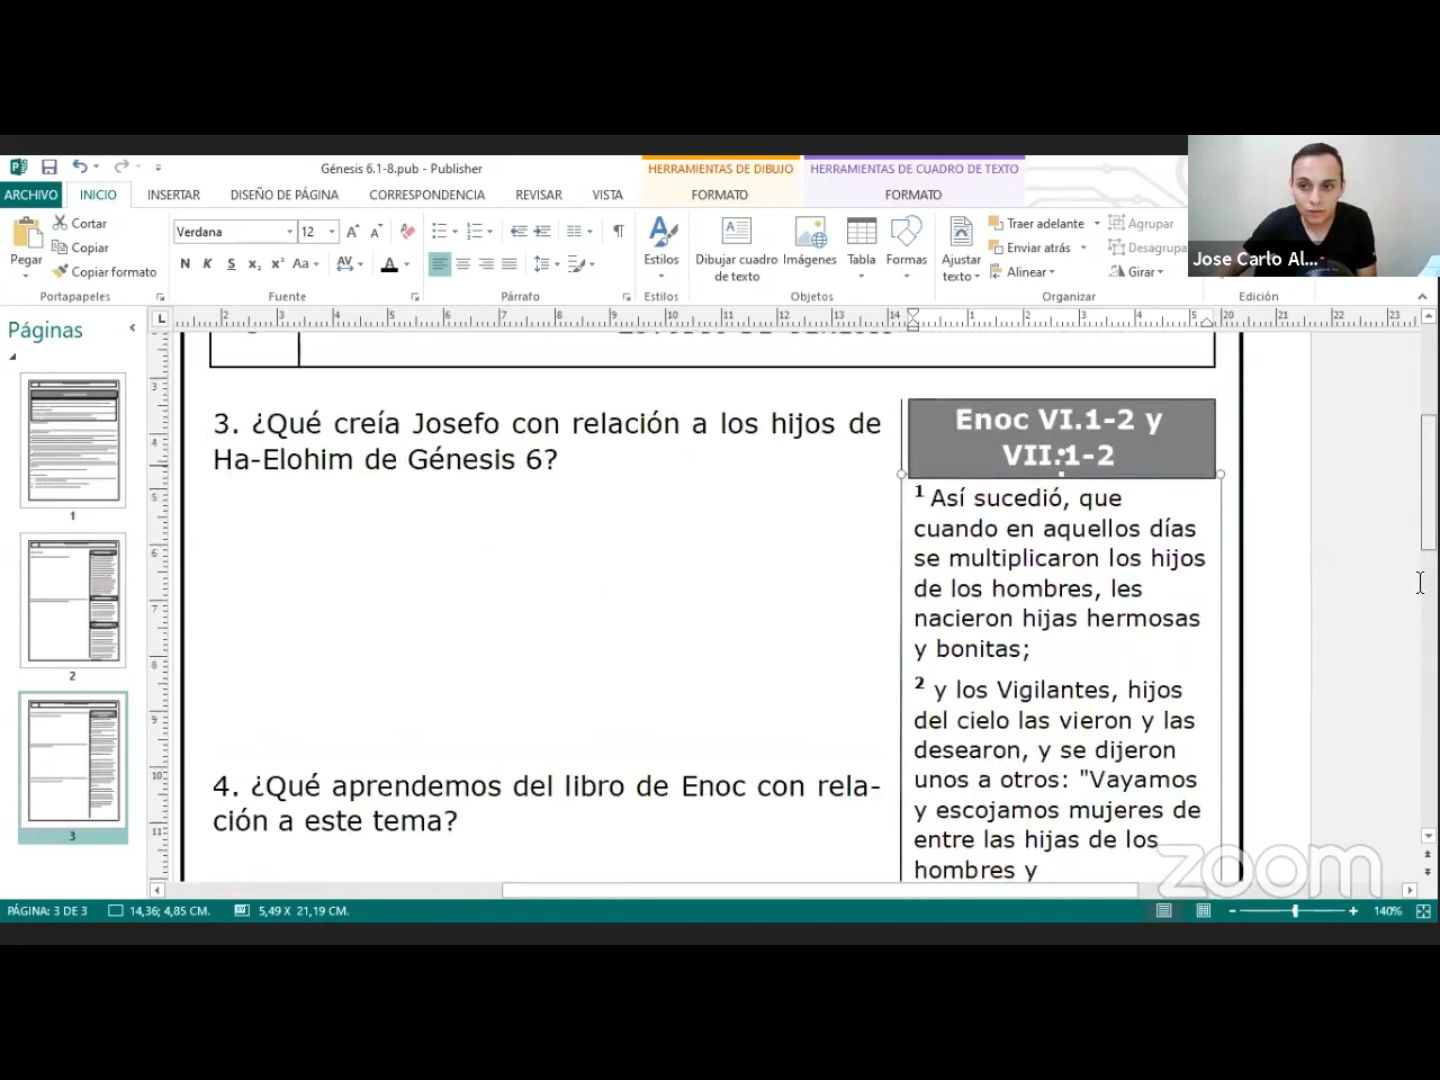 Génesis 6.1-8.pub - Publisher
HERRAMIENTAS DE DIBUJO
HERRAMIENTAS DE CUADRO DE TEXTO
ARCHIVO
INICIO
INSERTAR
DISEÑO DE PÁGINA
CORRESPONDENCIA
REVISAR
VISTA
FORMATO
FORMATO
Pegar
Cortar
Copiar
Copiar formato
Portapapeles
Verdana
12
N K S x₂ x² Aa AV A
Fuente
Párrafo
Estilos
Estilos
Dibujar cuadro
de texto
Imágenes
Tabla
Formas
Objetos
Ajustar
texto
Traer adelante
Enviar atrás
Alinear
Agrupar
Desagrupa
Girar
Organizar
Edición
Jose Carlo Al...
Páginas
1
2
3
3. ¿Qué creía Josefo con relación a los hijos de
Ha-Elohim de Génesis 6?
4. ¿Qué aprendemos del libro de Enoc con rela-
ción a este tema?
Enoc VI.1-2 y
VII.1-2
1 Así sucedió, que
cuando en aquellos días
se multiplicaron los hijos
de los hombres, les
nacieron hijas hermosas
y bonitas;
2 y los Vigilantes, hijos
del cielo las vieron y las
desearon, y se dijeron
unos a otros: "Vayamos
y escojamos mujeres de
entre las hijas de los
hombres y
zoom
PÁGINA: 3 DE 3
14,36; 4,85 CM.
5,49 X 21,19 CM.
140%